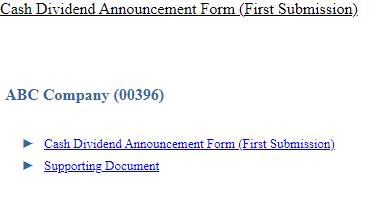 Cash Dividend Announcement Form (First Submission)
ABC Company (00396)
► Cash Dividend Announcement Form (First Submission)
► Supporting Document